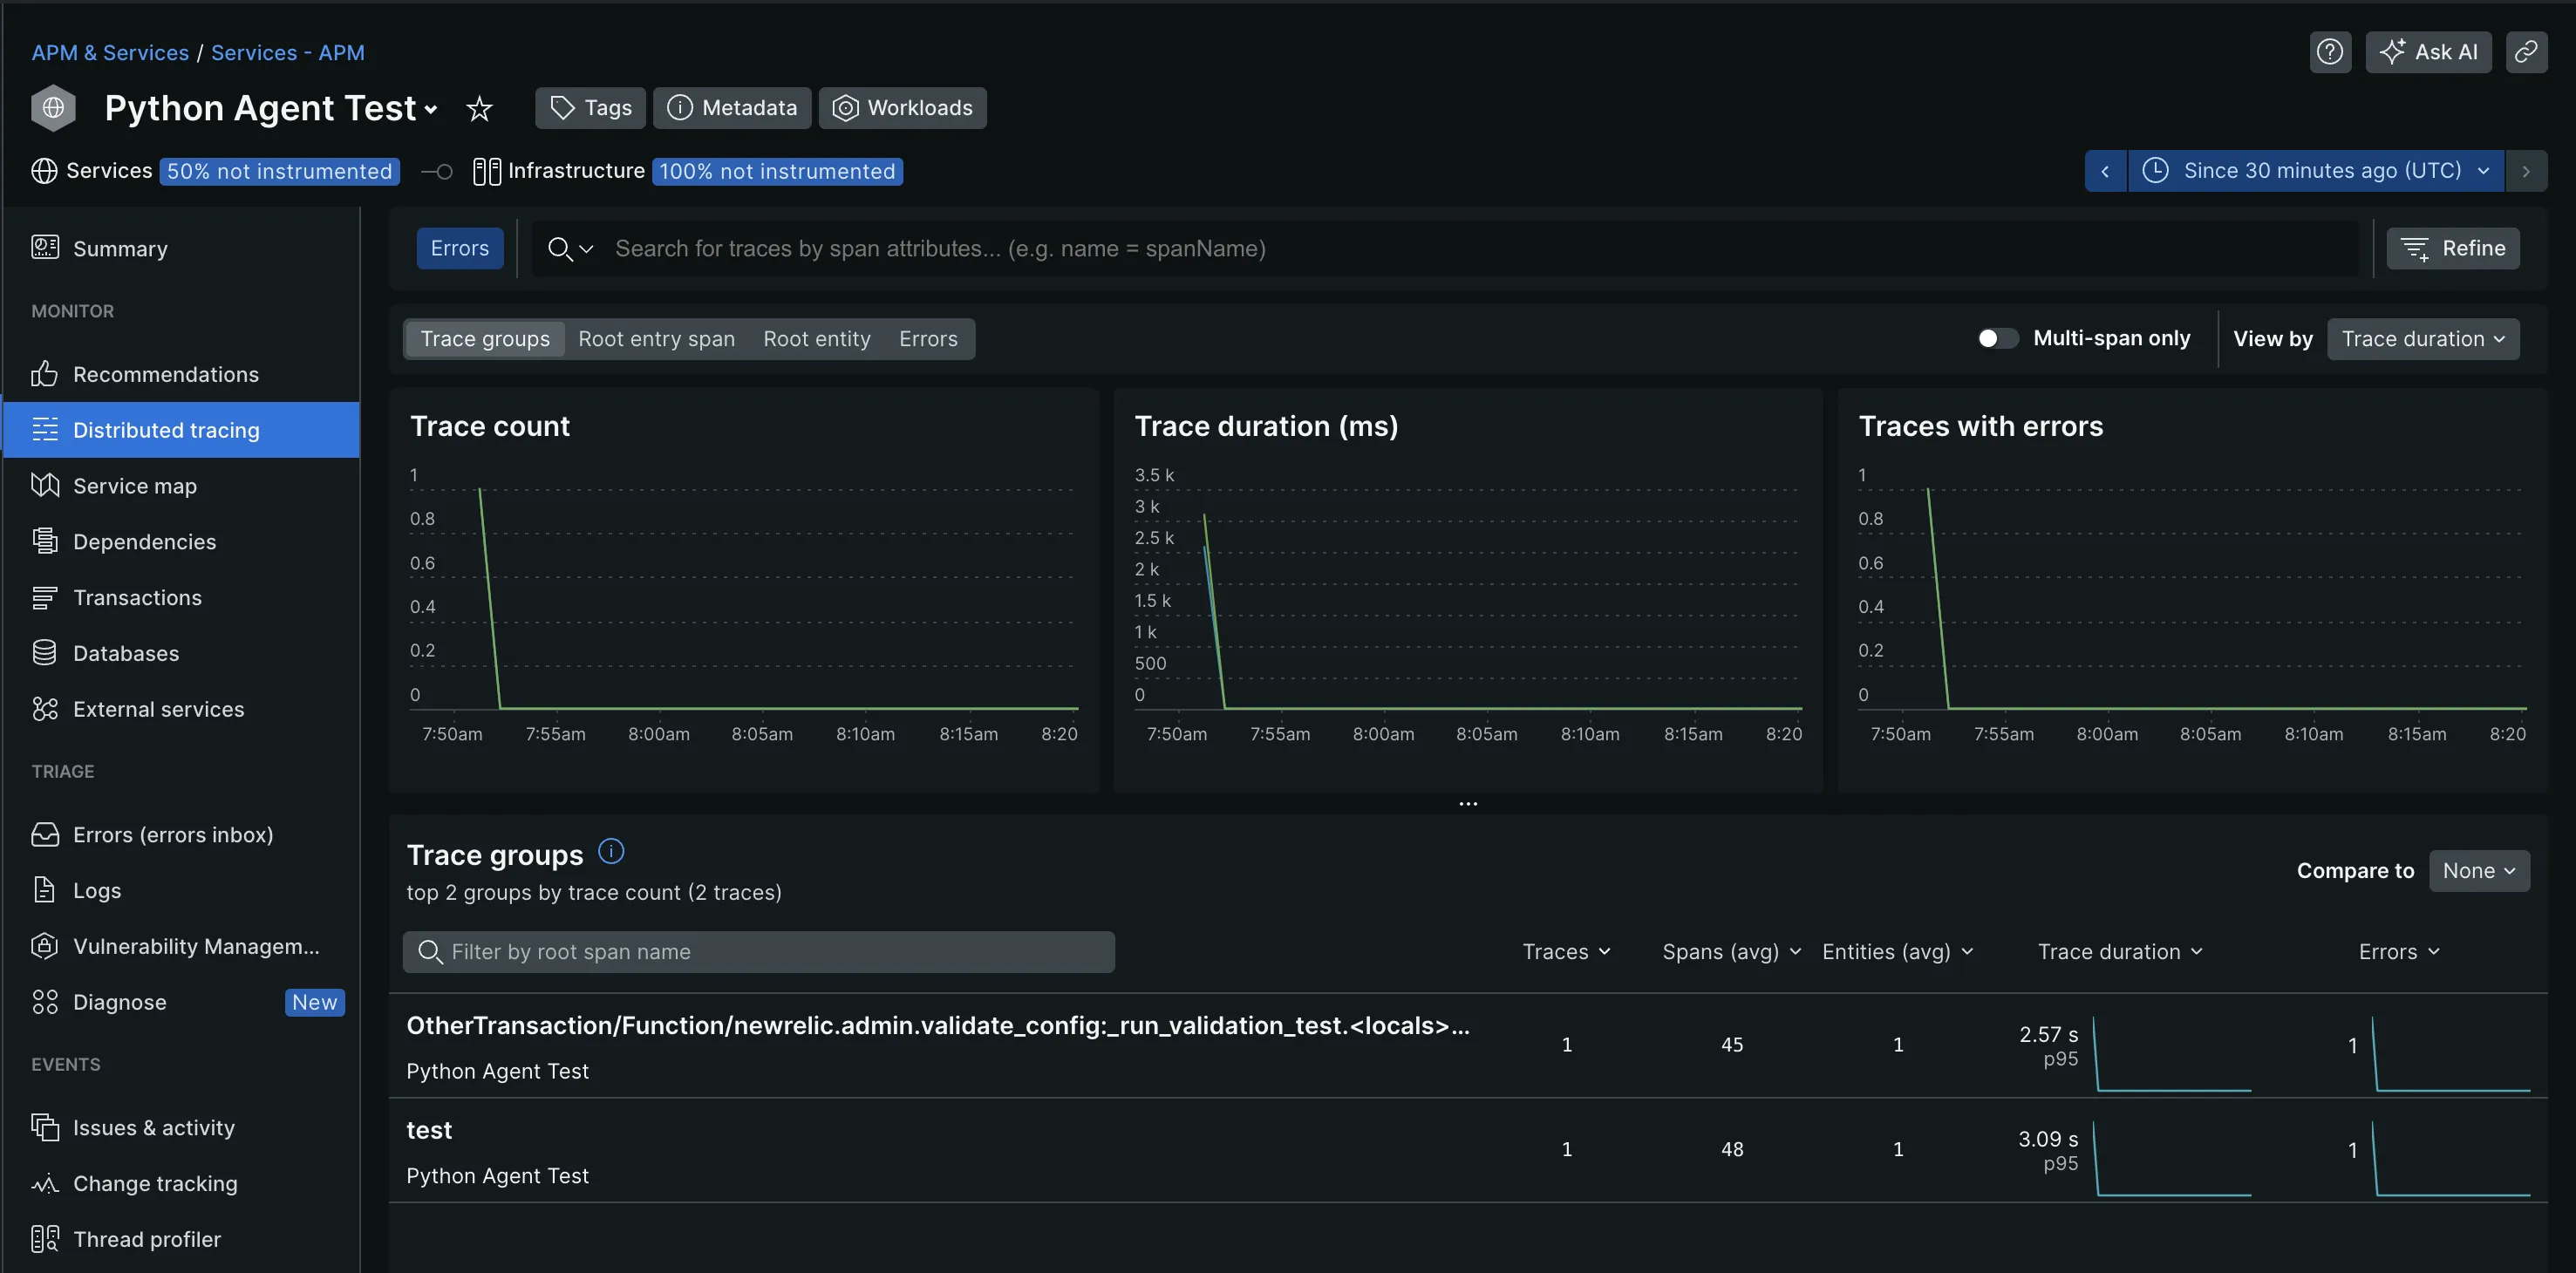 APM & Services / Services - APM
Ask AI
Python Agent Test
Tags
Metadata
Workloads
Services 50% not instrumented
Infrastructure 100% not instrumented
Since 30 minutes ago (UTC)
Summary
MONITOR
Recommendations
Distributed tracing
Service map
Dependencies
Transactions
Databases
External services
TRIAGE
Errors (errors inbox)
Logs
Vulnerability Managem...
Diagnose New
EVENTS
Issues & activity
Change tracking
Thread profiler
Errors
Search for traces by span attributes... (e.g. name = spanName)
Refine
Trace groups Root entry span Root entity Errors
Multi-span only
View by Trace duration
Trace count
1
0.8
0.6
0.4
0.2
0
7:50am 7:55am 8:00am 8:05am 8:10am 8:15am 8:20
Trace duration (ms)
3.5 k
3 k
2.5 k
2 k
1.5 k
1 k
500
0
7:50am 7:55am 8:00am 8:05am 8:10am 8:15am 8:20
Traces with errors
1
0.8
0.6
0.4
0.2
0
7:50am 7:55am 8:00am 8:05am 8:10am 8:15am 8:20
...
Trace groups
top 2 groups by trace count (2 traces)
Compare to None
Filter by root span name
Traces Spans (avg) Entities (avg) Trace duration Errors
OtherTransaction/Function/newrelic.admin.validate_config:_run_validation_test.<locals>...
Python Agent Test
1 45 1 2.57 s 1
p95
test
Python Agent Test
1 48 1 3.09 s 1
p95